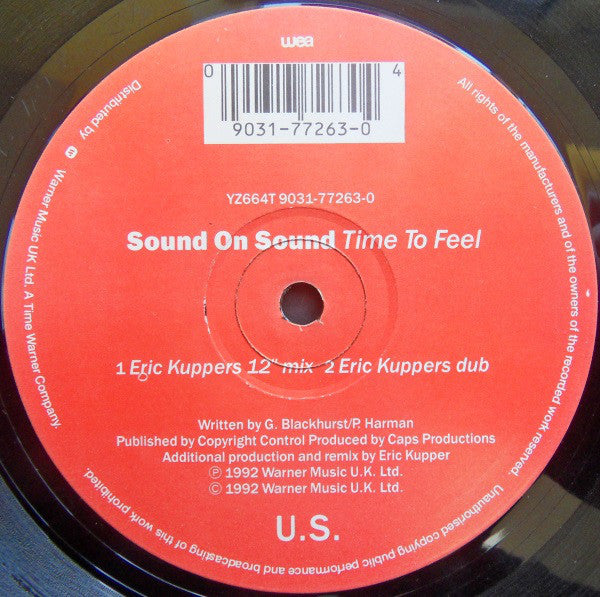 wea
0 4
9031-77263-0
YZ664T 9031-77263-0
Sound On Sound Time To Feel
1 Eric Kuppers 12" mix 2 Eric Kuppers dub
Written by G. Blackhurst/P. Harman
Published by Copyright Control Produced by Caps Productions
Additional production and remix by Eric Kupper
Ⓟ 1992 Warner Music U.K. Ltd.
© 1992 Warner Music U.K. Ltd.
U.S.
All rights of the manufacturers and of the owners of the recorded work reserved.
Unauthorised copying public performance and broadcasting of this work prohibited.
Distributed by Warner Music UK Ltd. A Time Warner Company.